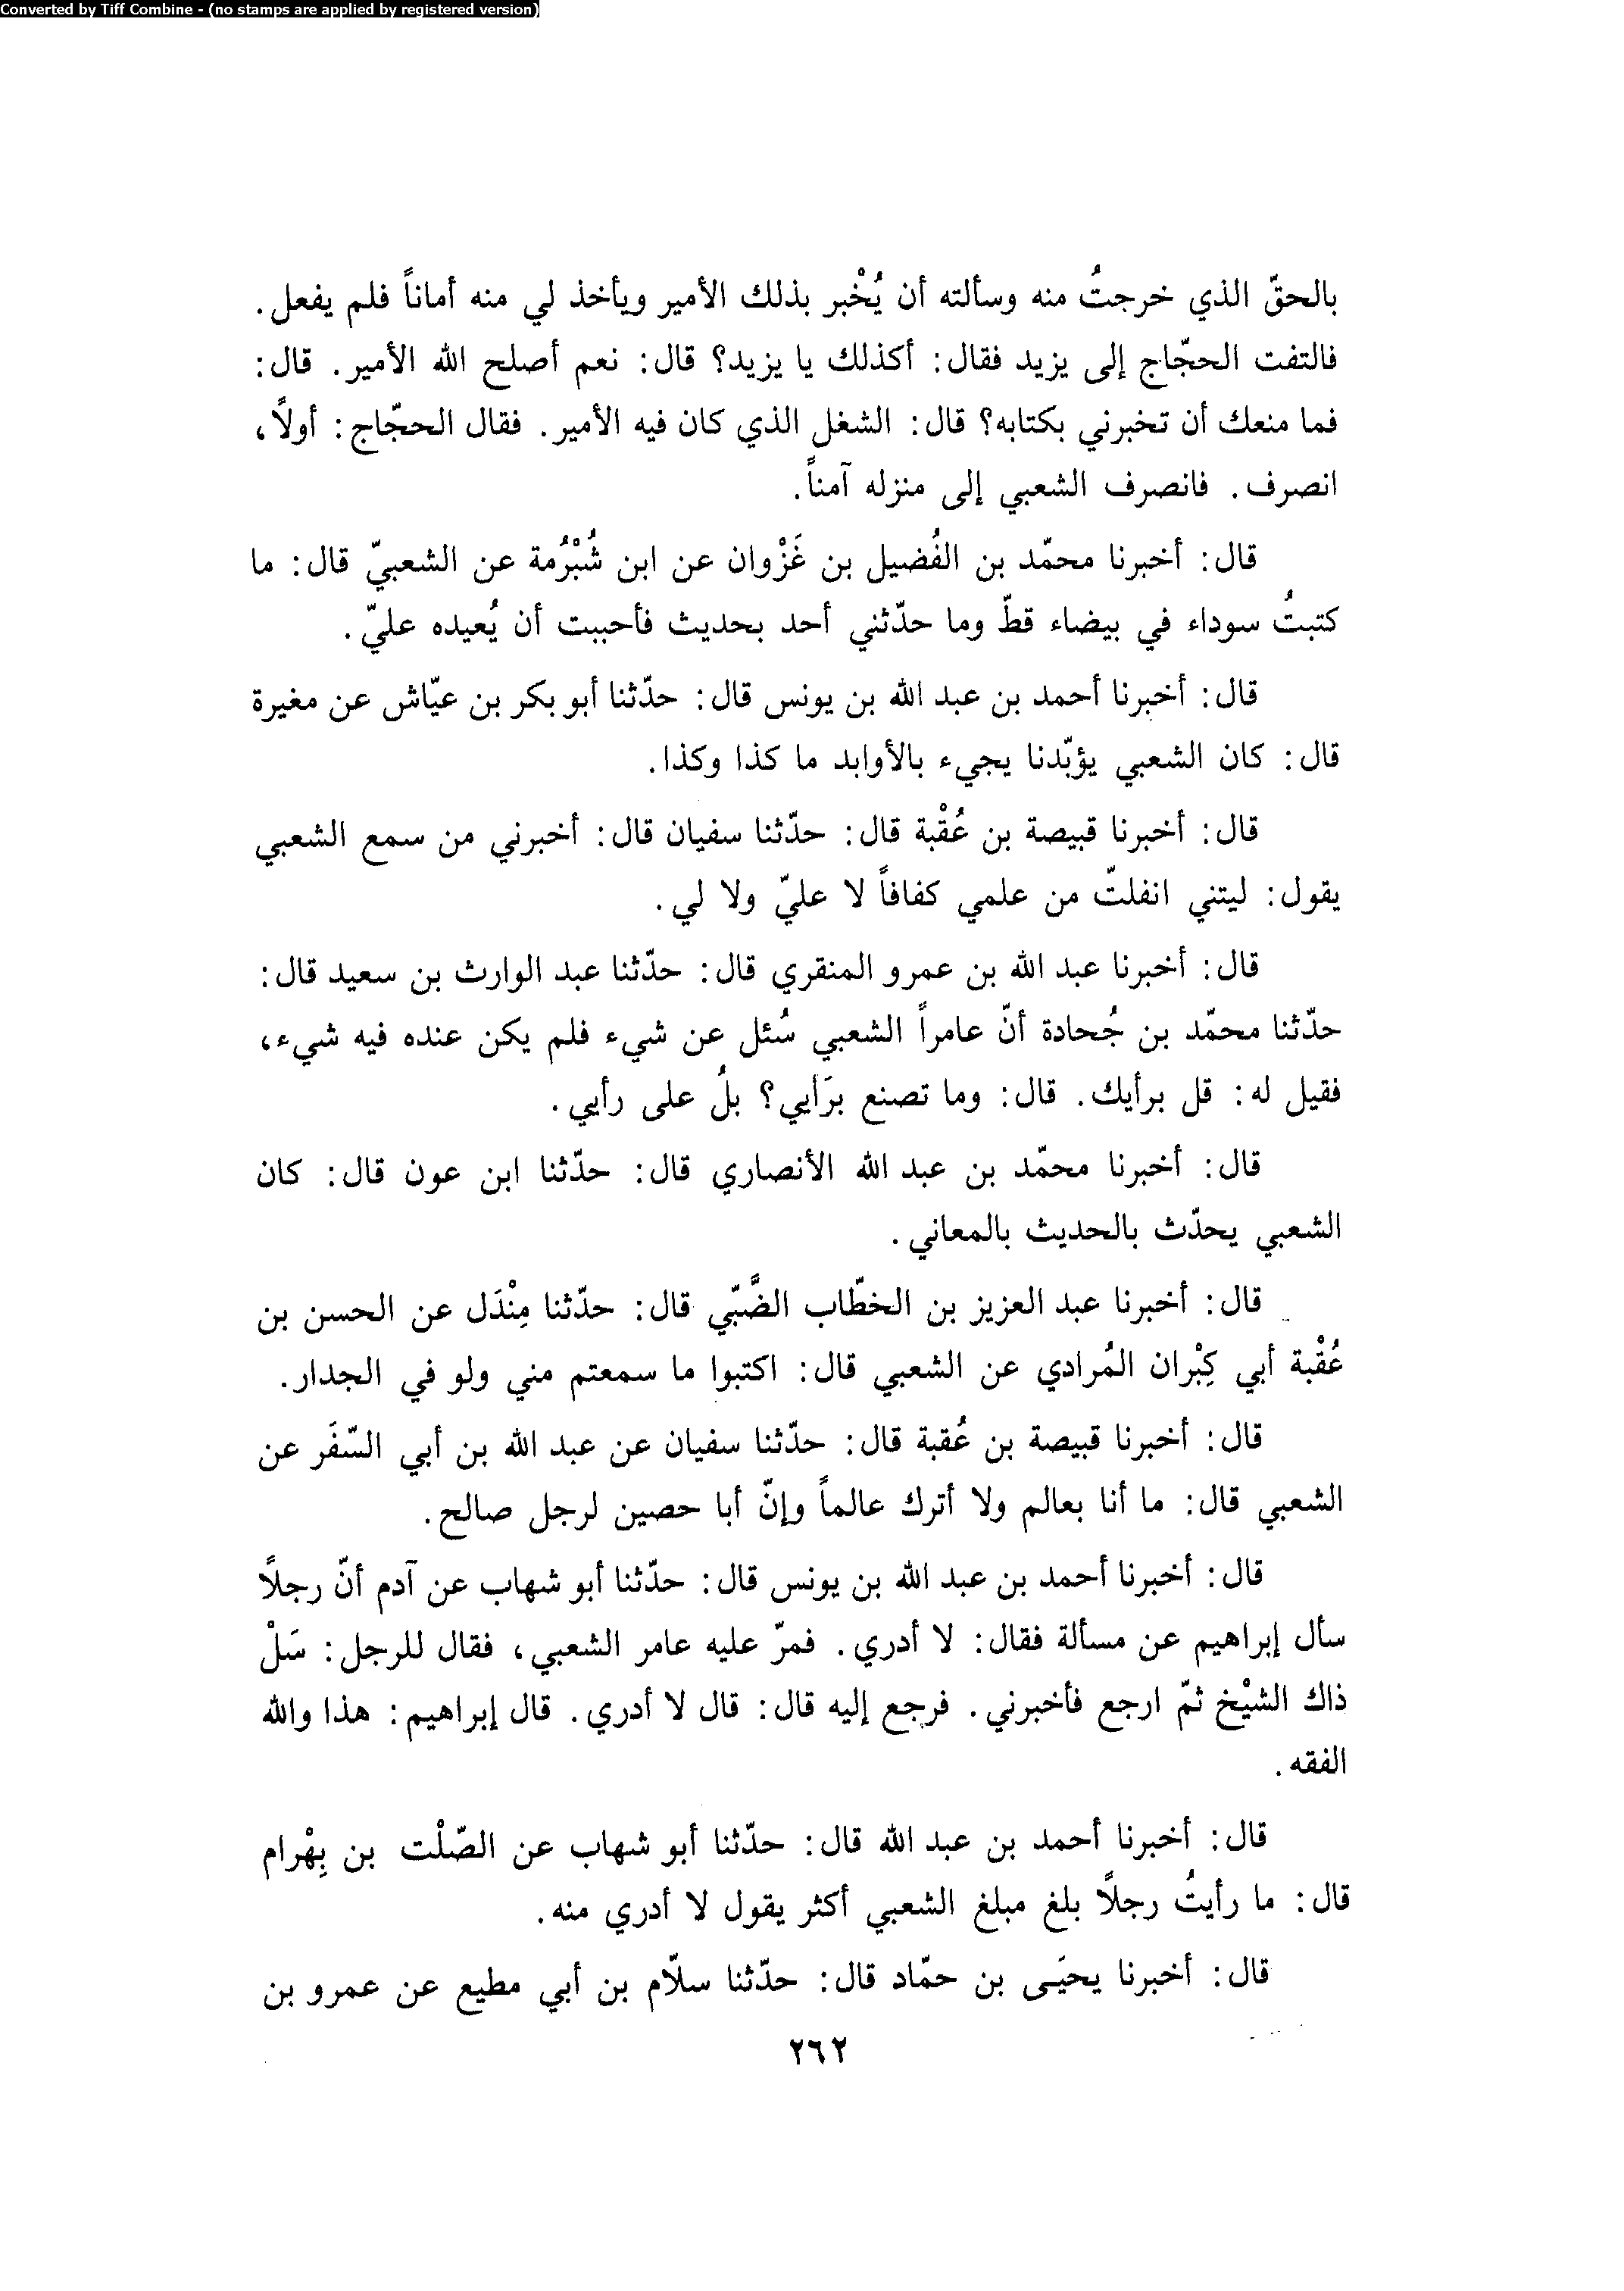 Converted by Tiff Combine - (no stamps are applied by registered version)
بالحقّ الذي خرجتُ منه وسألته أن يُخْبر بذلك الأمير ويأخذ لي منه أماناً فلم يفعل.
فالتفت الحجّاج إلى يزيد فقال: أكذلك يا يزيد؟ قال: نعم أصلح الله الأمير. قال:
فما منعك أن تخبرني بكتابه؟ قال: الشغل الذي كان فيه الأمير. فقال الحجّاج: أولاً،
انصرف. فانصرف الشعبي إلى منزله آمناً.
قال: أخبرنا محمّد بن الفُضيل بن غَزْوان عن ابن شُبْرُمة عن الشعبيّ قال: ما
كتبتُ سوداء في بيضاء قطّ وما حدّثني أحد بحديث فأحببت أن يُعيده عليّ.
قال: أخبرنا أحمد بن عبد الله بن يونس قال: حدّثنا أبو بكر بن عيّاش عن مغيرة
قال: كان الشعبي يؤبّدنا يجيء بالأوابد ما كذا وكذا.
قال: أخبرنا قبيصة بن عُقْبة قال: حدّثنا سفيان قال: أخبرني من سمع الشعبي
يقول: ليتني انفلتّ من علمي كفافاً لا عليّ ولا لي.
قال: أخبرنا عبد الله بن عمرو المنقري قال: حدّثنا عبد الوارث بن سعيد قال:
حدّثنا محمّد بن جُحادة أنّ عامراً الشعبي سُئل عن شيء فلم يكن عنده فيه شيء،
فقيل له: قل برأيك. قال: وما تصنع برَأيي؟ بلُ على رأيي.
قال: أخبرنا محمّد بن عبد الله الأنصاري قال: حدّثنا ابن عون قال: كان
الشعبي يحدّث بالحديث بالمعاني.
قال: أخبرنا عبد العزيز بن الخطّاب الضَّبّي قال: حدّثنا مِنْدَل عن الحسن بن
عُقْبة أبي كِبْران المُرادي عن الشعبي قال: اكتبوا ما سمعتم مني ولو في الجدار.
قال: أخبرنا قبيصة بن عُقبة قال: حدّثنا سفيان عن عبد الله بن أبي السّفَر عن
الشعبي قال: ما أنا بعالم ولا أترك عالماً وإنّ أبا حصين لرجل صالح.
قال: أخبرنا أحمد بن عبد الله بن يونس قال: حدّثنا أبو شهاب عن آدم أنّ رجلاً
سأل إبراهيم عن مسألة فقال: لا أدري. فمرّ عليه عامر الشعبي، فقال للرجل: سَلْ
ذاك الشيْخ ثمّ ارجع فأخبرني. فرجع إليه قال: قال لا أدري. قال إبراهيم: هذا والله
الفقه.
قال: أخبرنا أحمد بن عبد الله قال: حدّثنا أبو شهاب عن الصّلْت بن بِهْرام
قال: ما رأيتُ رجلاً بلغ مبلغ الشعبي أكثر يقول لا أدري منه.
قال: أخبرنا يحيَى بن حمّاد قال: حدّثنا سلّام بن أبي مطيع عن عمرو بن
٢٦٢